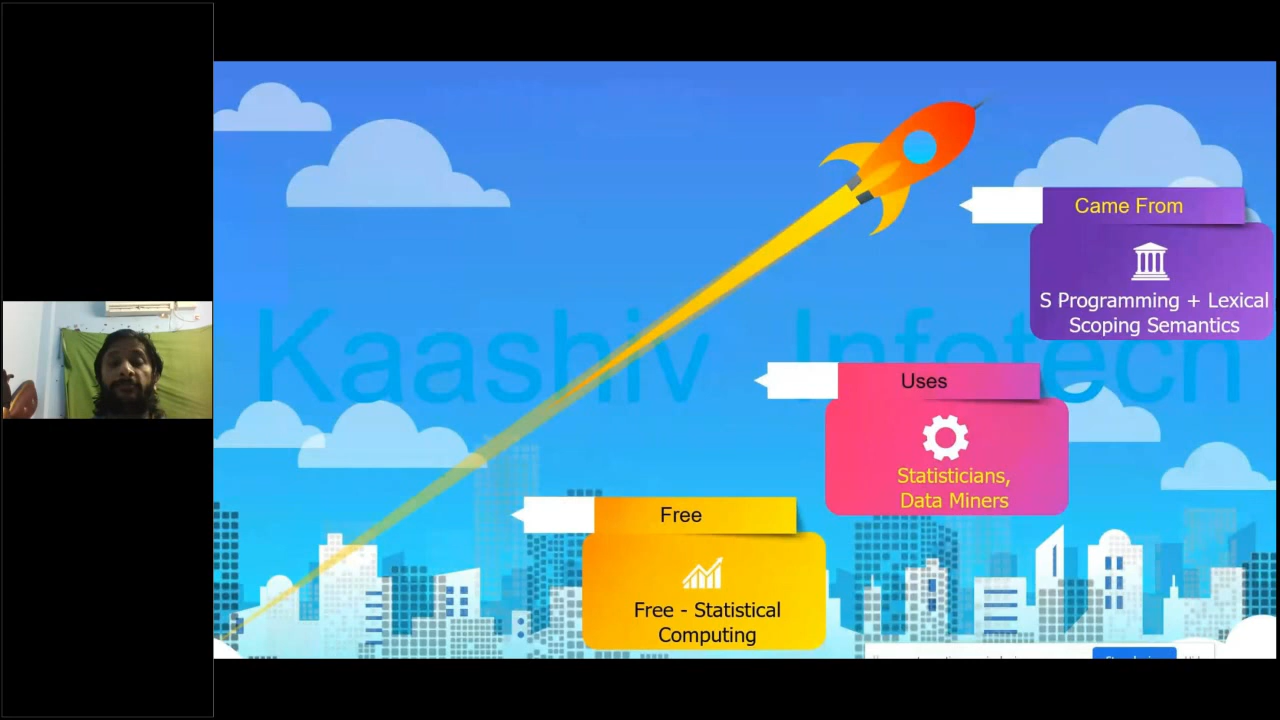 Kaashiv Infotech
Came From
S Programming + Lexical
Scoping Semantics
Uses
Statisticians,
Data Miners
Free
Free - Statistical
Computing